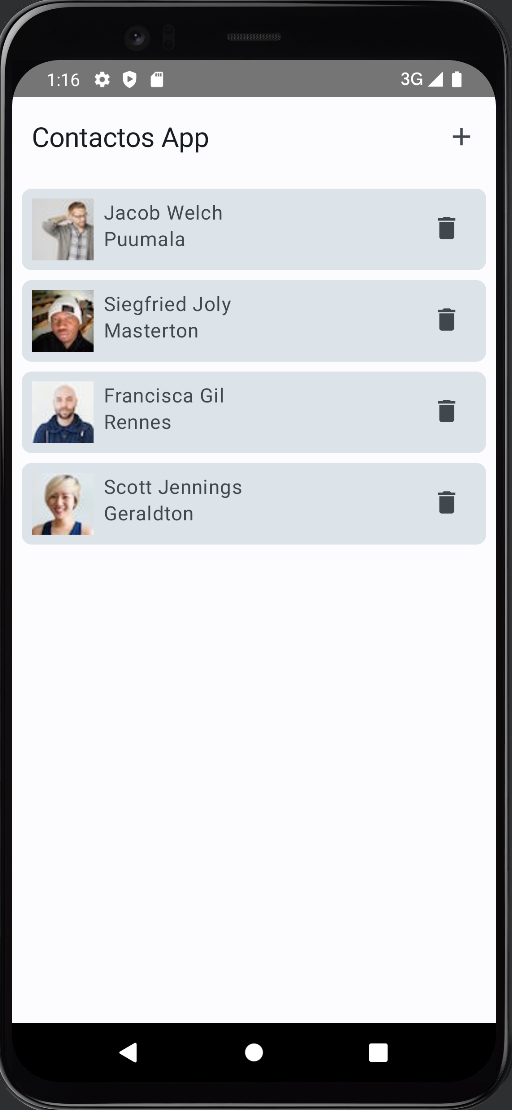 1:16
3G
Contactos App
Jacob Welch
Puumala
Siegfried Joly
Masterton
Francisca Gil
Rennes
Scott Jennings
Geraldton